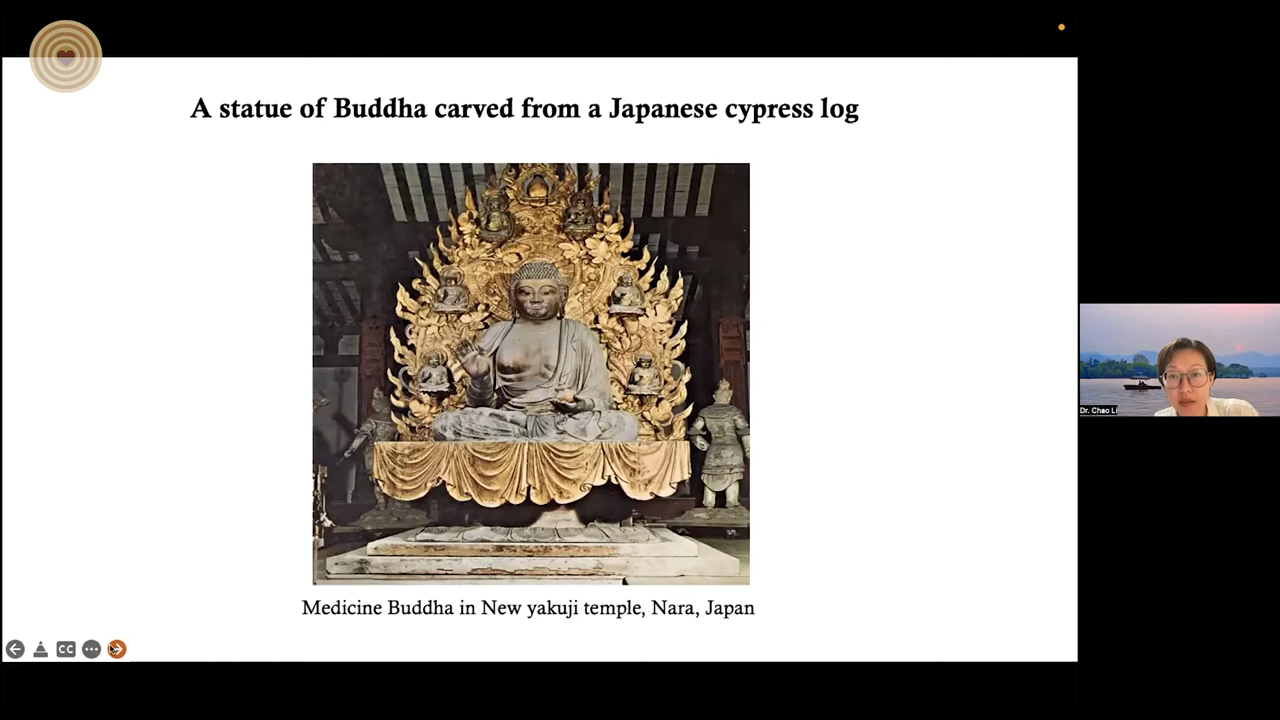 A statue of Buddha carved from a Japanese cypress log
Medicine Buddha in New yakuji temple, Nara, Japan
CC
Dr. Chao Li